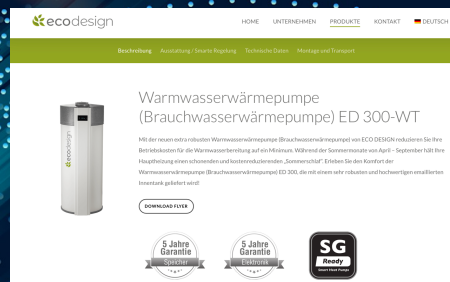 ecodesign
HOME UNTERNEHMEN PRODUKTE KONTAKT DEUTSCH
Beschreibung Ausstattung / Smarte Regelung Technische Daten Montage und Transport
Warmwasserwärmepumpe
(Brauchwasserwärmepumpe) ED 300-WT
Mit der neuen extra robusten Warmwasserwärmepumpe (Brauchwasserwärmepumpe) von ECO DESIGN reduzieren Sie Ihre
Betriebskosten für die Warmwasserbereitung auf ein Minimum. Während der Sommermonate von April – September hält Ihre
Hauptheizung einen schonenden und kostenreduzierenden „Sommerschlaf“. Erleben Sie den Komfort der
Warmwasserwärmepumpe (Brauchwasserwärmepumpe) ED 300, die mit einem sehr robusten und hochwertigen emaillierten
Innentank geliefert wird!
DOWNLOAD FLYER
ecodesign
5 Jahre
Garantie
Speicher
5 Jahre
Garantie
Elektronik
SG
Ready
Smart Heat Pumps